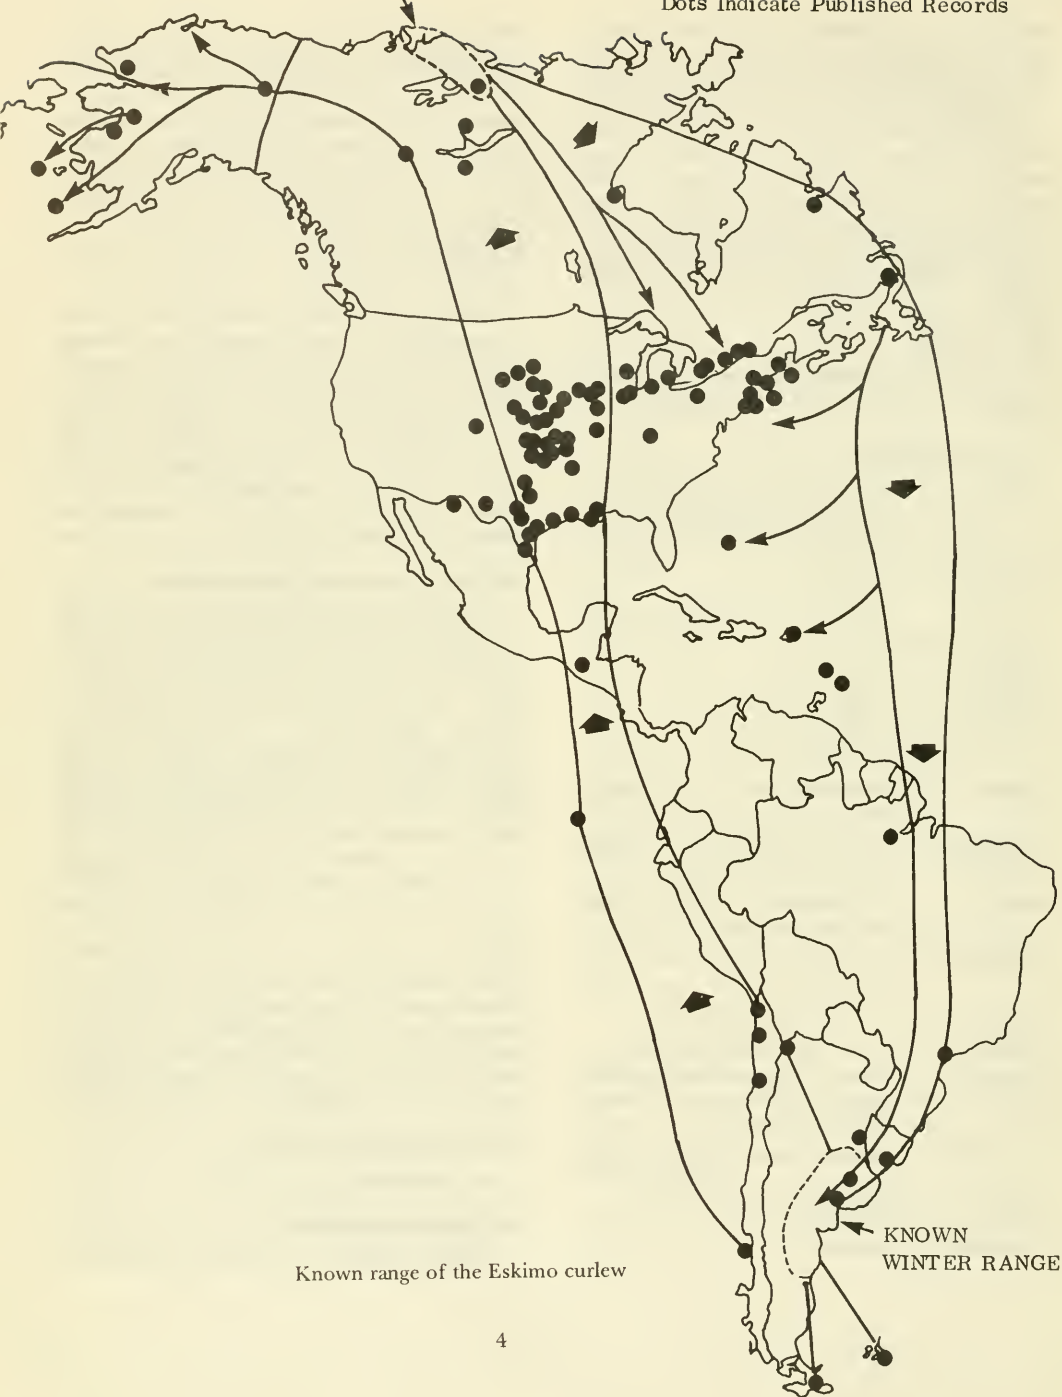 Dots Indicate Published Records
KNOWN
WINTER RANGE
Known range of the Eskimo curlew
4